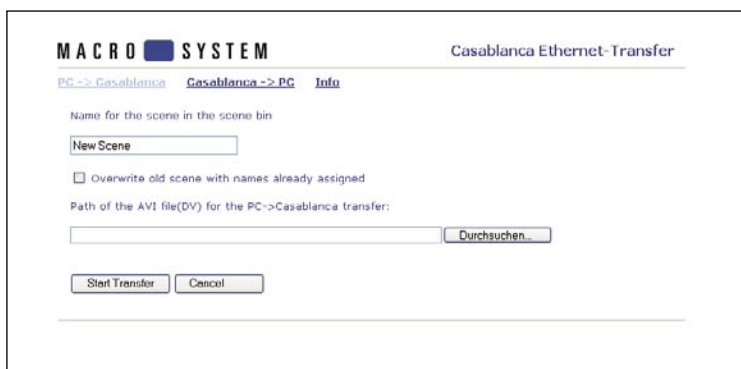 MACRO SYSTEM
Casablanca Ethernet-Transfer
PC -> Casablanca Casablanca -> PC Info
Name for the scene in the scene bin
New Scene
Overwrite old scene with names already assigned
Path of the AVI file(DV) for the PC->Casablanca transfer:
Durchsuchen...
Start Transfer Cancel